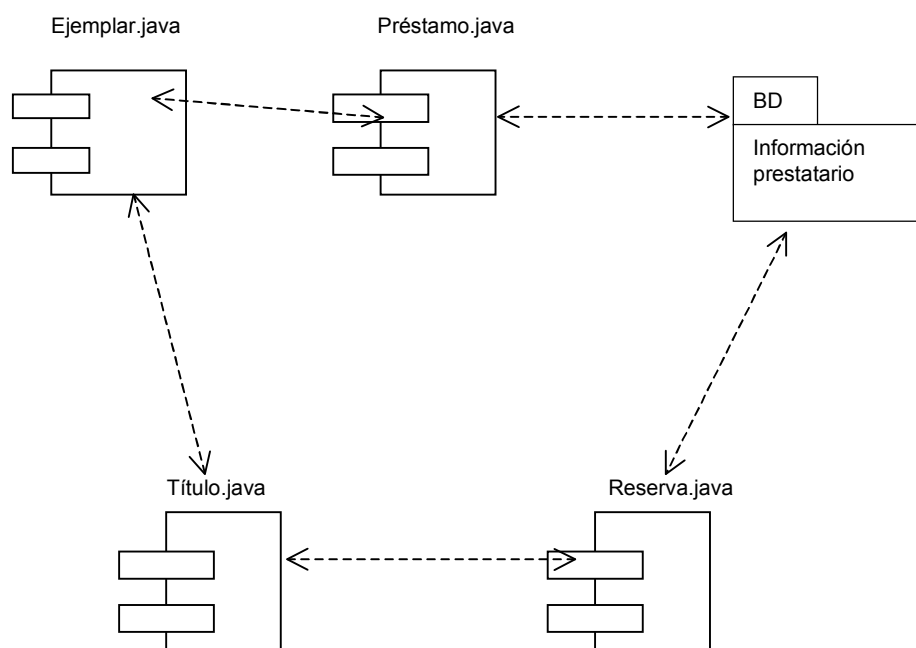 Ejemplar.java
Préstamo.java
BD
Información
prestatario
Título.java
Reserva.java